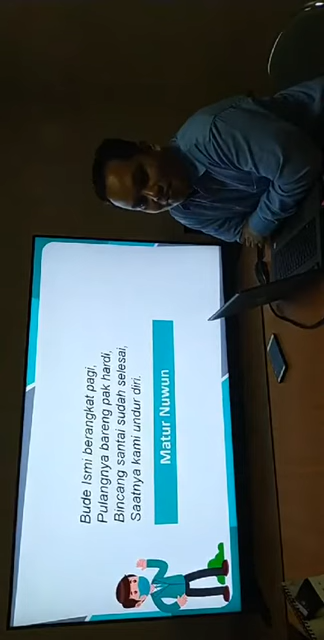 Bude Ismi berangkat pagi,
Pulangnya bareng pak hardi,
Bincang santai sudah selesai,
Saatnya kami undur diri.
Matur Nuwun